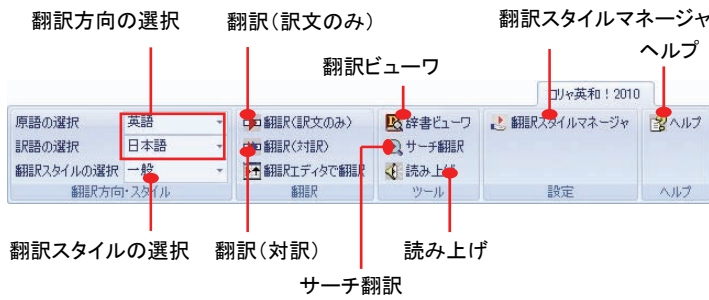 翻訳方向の選択
翻訳(訳文のみ)
翻訳スタイルマネージャ
翻訳ビューワ
ヘルプ
コリャ英和!2010
原語の選択 英語
翻訳(訳文のみ)
辞書ビューワ
翻訳スタイルマネージャ
ヘルプ
訳語の選択 日本語
翻訳(対訳)
サーチ翻訳
翻訳スタイルの選択 一般
翻訳エディタで翻訳
読み上げ
翻訳方向・スタイル
翻訳
ツール
設定
ヘルプ
翻訳スタイルの選択
翻訳(対訳)
読み上げ
サーチ翻訳